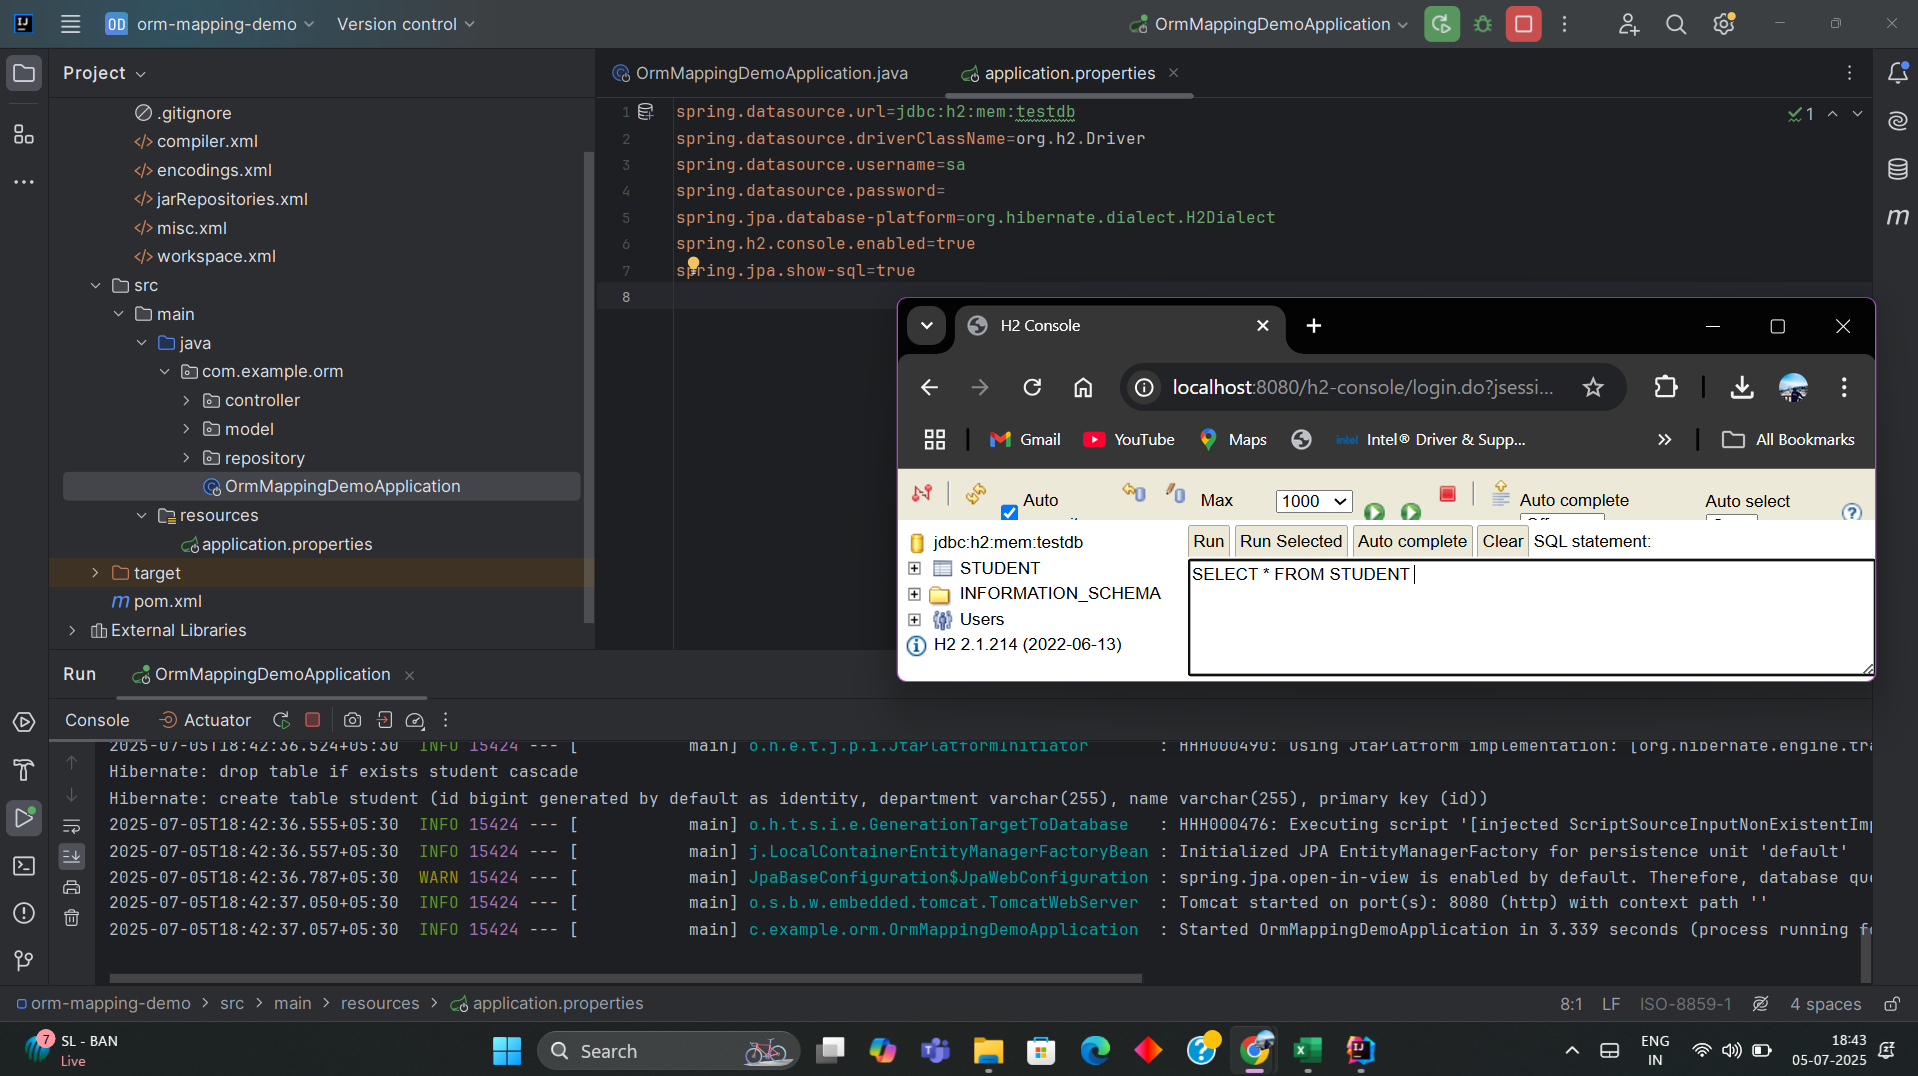 OD orm-mapping-demo Version control OrmMappingDemoApplication
Project
.gitignore
compiler.xml
encodings.xml
jarRepositories.xml
misc.xml
workspace.xml
src
main
java
com.example.orm
controller
model
repository
OrmMappingDemoApplication
resources
application.properties
target
pom.xml
External Libraries
OrmMappingDemoApplication.java application.properties
1 spring.datasource.url=jdbc:h2:mem:testdb
2 spring.datasource.driverClassName=org.h2.Driver
3 spring.datasource.username=sa
4 spring.datasource.password=
5 spring.jpa.database-platform=org.hibernate.dialect.H2Dialect
6 spring.h2.console.enabled=true
7 spring.jpa.show-sql=true
8
1
H2 Console
localhost:8080/h2-console/login.do?jsessi...
Gmail YouTube Maps intel Intel® Driver & Supp... All Bookmarks
Auto Max 1000 Auto complete Auto select
jdbc:h2:mem:testdb
STUDENT
INFORMATION_SCHEMA
Users
H2 2.1.214 (2022-06-13)
Run Run Selected Auto complete Clear SQL statement:
SELECT * FROM STUDENT
Run OrmMappingDemoApplication
Console Actuator
2025-07-05T18:42:36.524+05:30 INFO 15424 --- [ main] o.h.e.t.j.p.i.JtaPlatformInitiator : HHH000490: Using JtaPlatform implementation: [org.hibernate.engine.tra
Hibernate: drop table if exists student cascade
Hibernate: create table student (id bigint generated by default as identity, department varchar(255), name varchar(255), primary key (id))
2025-07-05T18:42:36.555+05:30 INFO 15424 --- [ main] o.h.t.s.i.e.GenerationTargetToDatabase : HHH000476: Executing script '[injected ScriptSourceInputNonExistentImp
2025-07-05T18:42:36.557+05:30 INFO 15424 --- [ main] j.LocalContainerEntityManagerFactoryBean : Initialized JPA EntityManagerFactory for persistence unit 'default'
2025-07-05T18:42:36.787+05:30 WARN 15424 --- [ main] JpaBaseConfiguration$JpaWebConfiguration : spring.jpa.open-in-view is enabled by default. Therefore, database que
2025-07-05T18:42:37.050+05:30 INFO 15424 --- [ main] o.s.b.w.embedded.tomcat.TomcatWebServer : Tomcat started on port(s): 8080 (http) with context path ''
2025-07-05T18:42:37.057+05:30 INFO 15424 --- [ main] c.example.orm.OrmMappingDemoApplication : Started OrmMappingDemoApplication in 3.339 seconds (process running fo
orm-mapping-demo > src > main > resources > application.properties
8:1 LF ISO-8859-1 4 spaces
7 SL - BAN
Live
Search
ENG
IN
18:43
05-07-2025